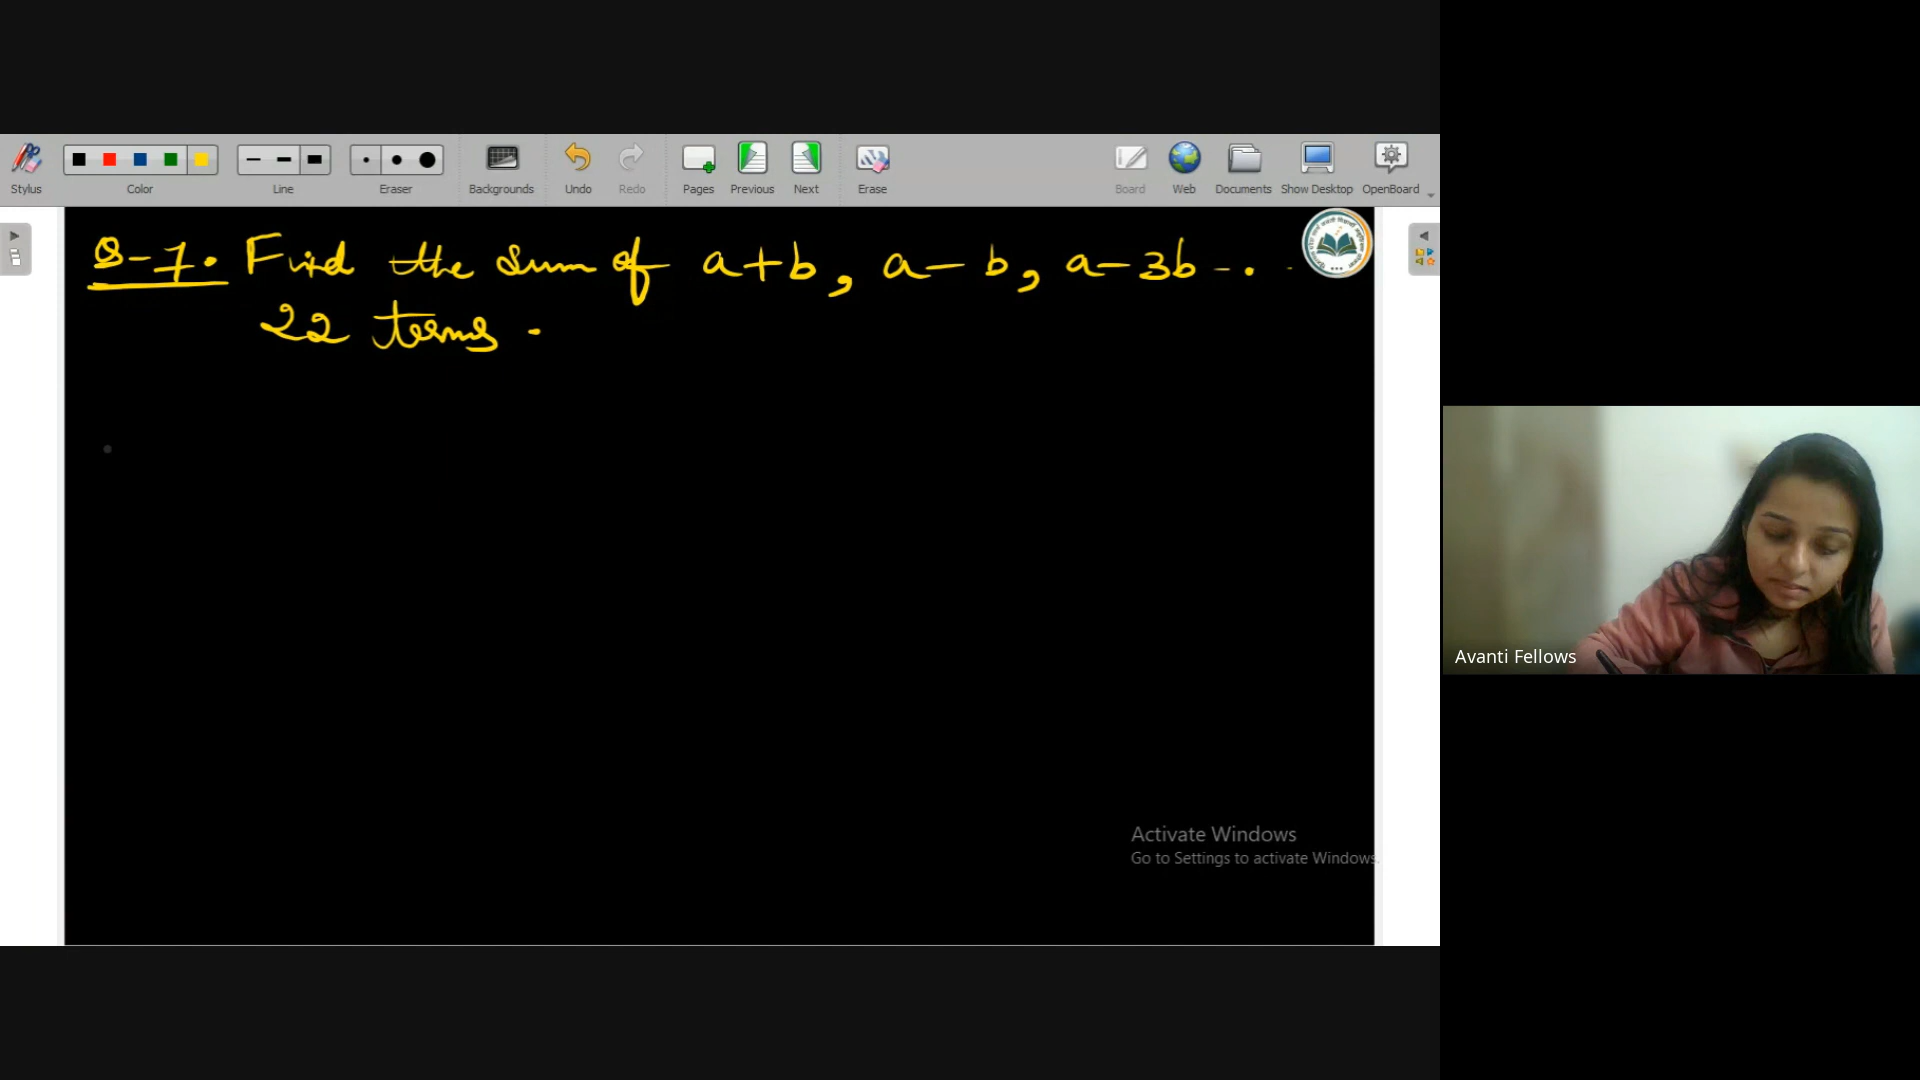 Stylus
Color
Line
Eraser
Backgrounds
Undo
Redo
Pages
Previous
Next
Erase
Board
Web
Documents
Show Desktop
OpenBoard
Q-7. Find the sum of a+b, a-b, a-3b - . .
22 terms .
Activate Windows
Go to Settings to activate Windows.
Avanti Fellows